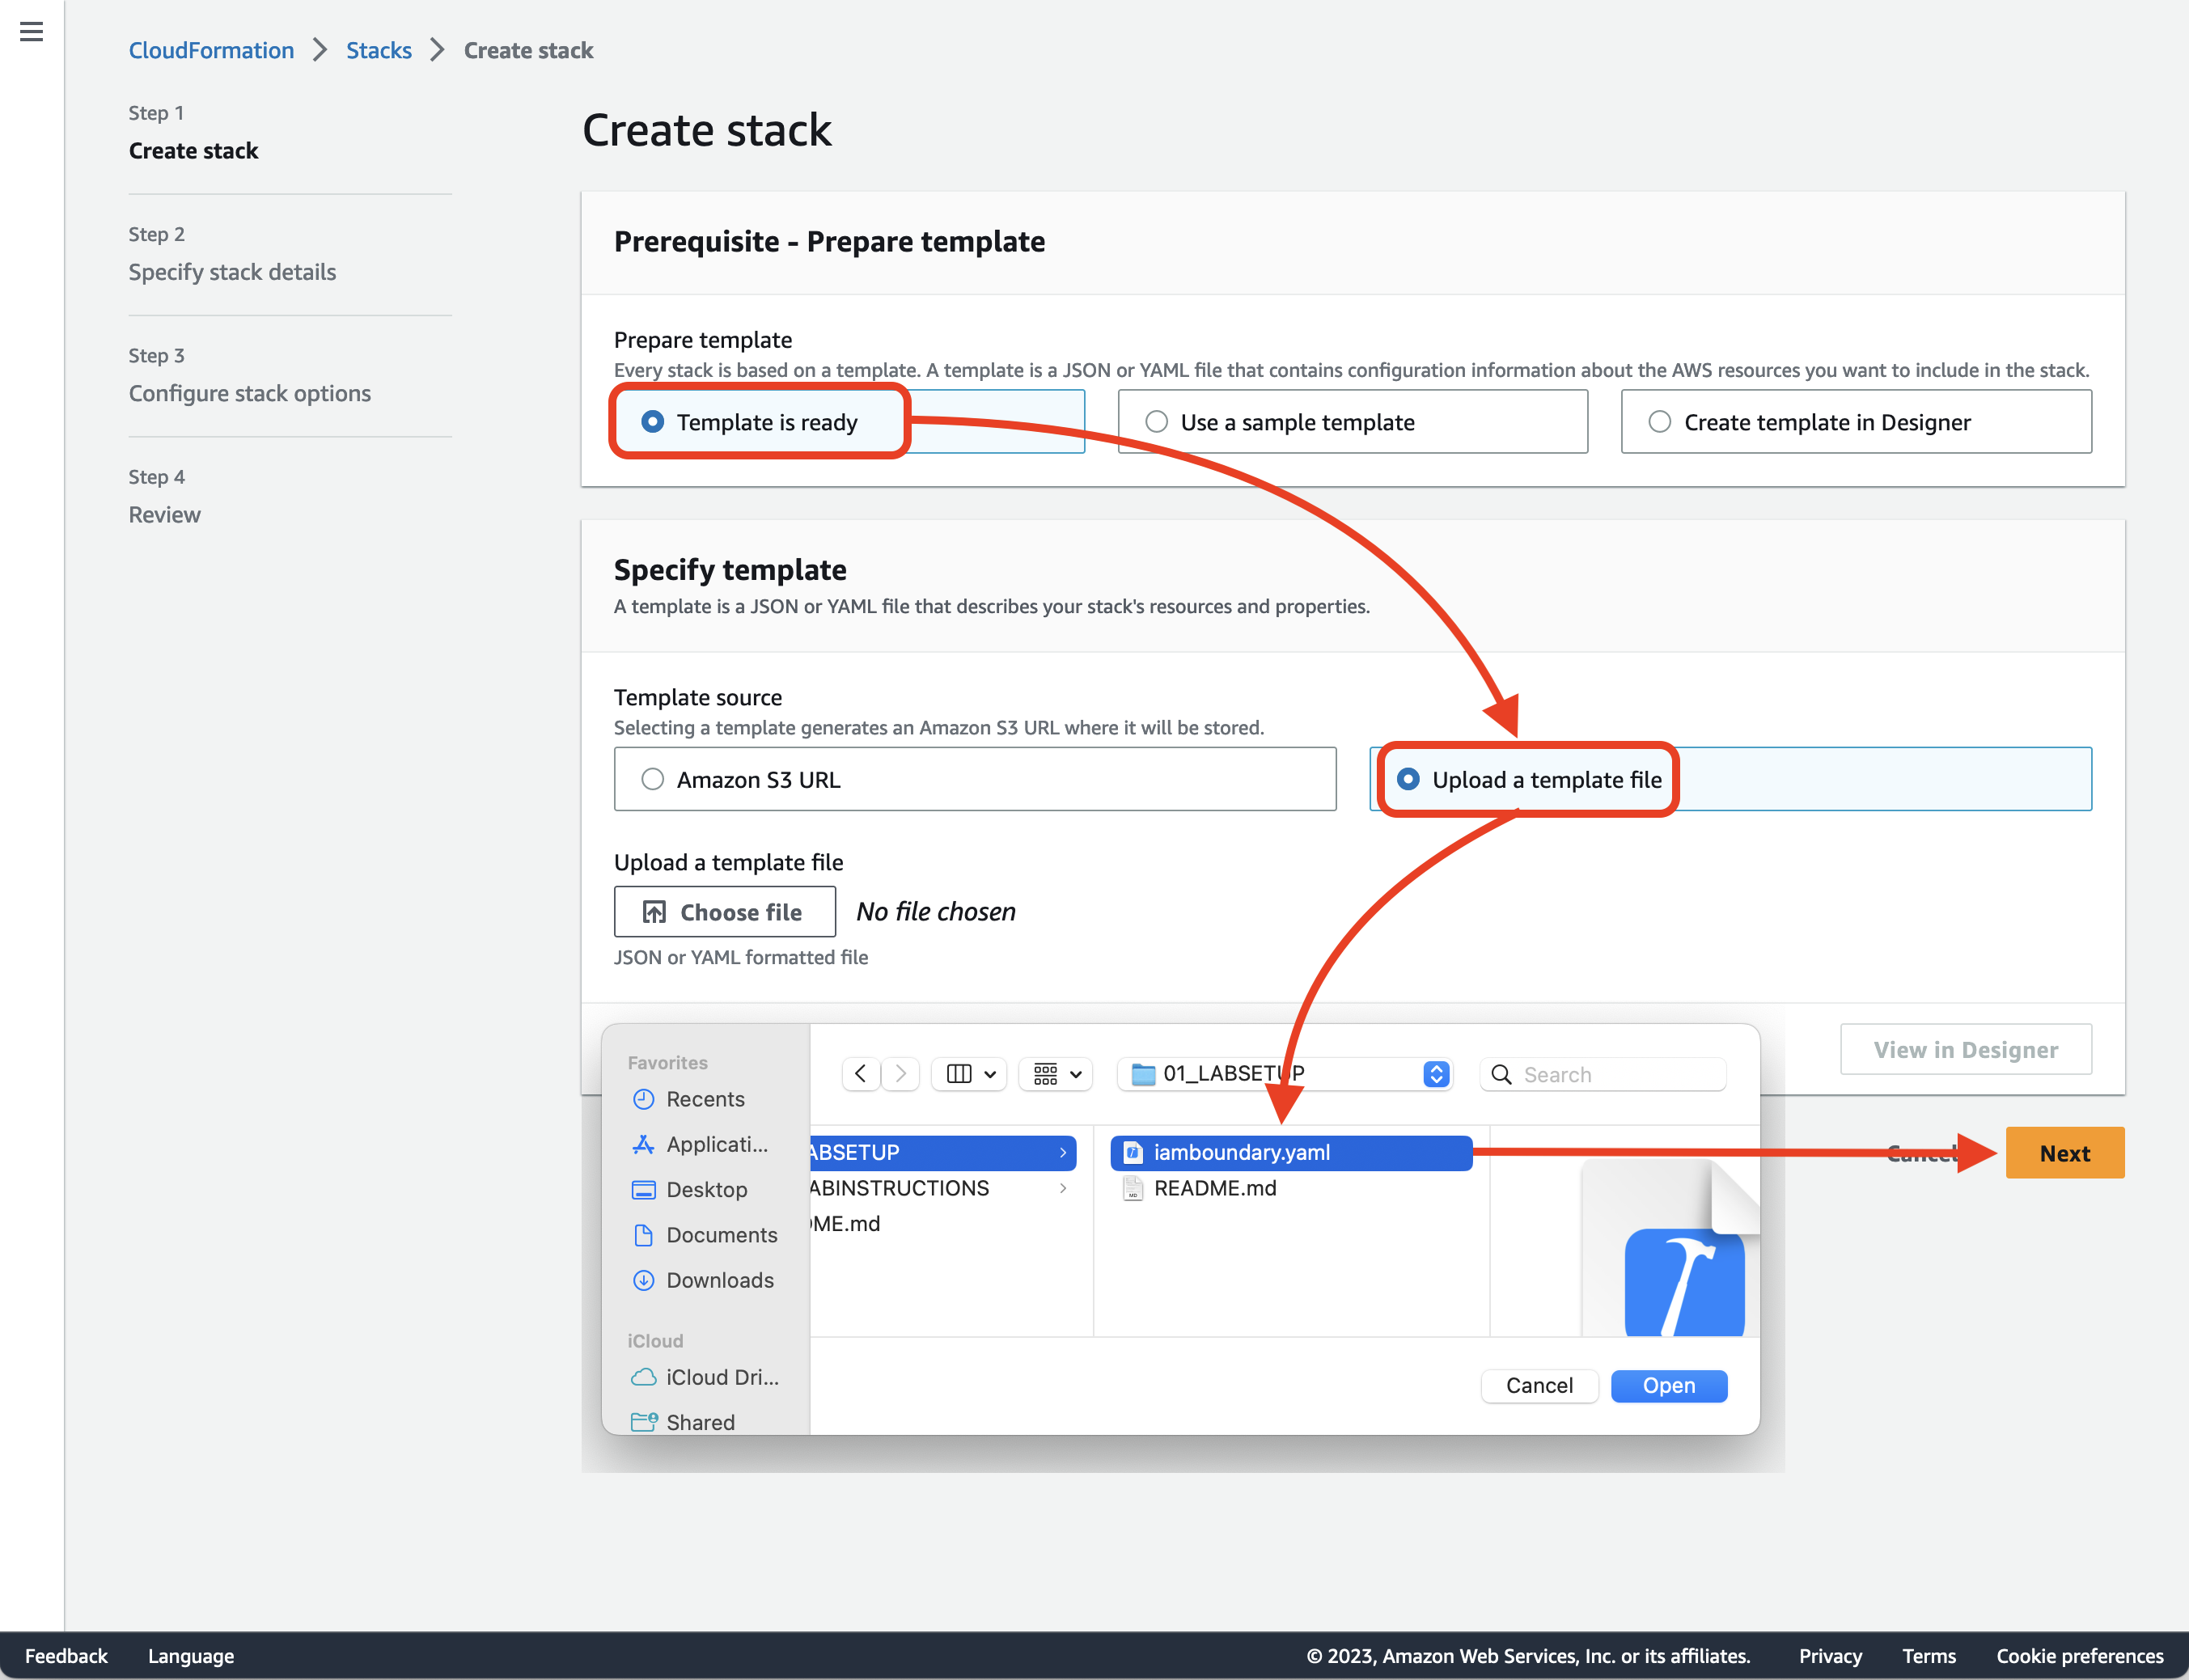 CloudFormation > Stacks > Create stack
Step 1
Create stack
Step 2
Specify stack details
Step 3
Configure stack options
Step 4
Review
Create stack
Prerequisite - Prepare template
Prepare template
Every stack is based on a template. A template is a JSON or YAML file that contains configuration information about the AWS resources you want to include in the stack.
Template is ready
Use a sample template
Create template in Designer
Specify template
A template is a JSON or YAML file that describes your stack's resources and properties.
Template source
Selecting a template generates an Amazon S3 URL where it will be stored.
Amazon S3 URL
Upload a template file
Upload a template file
Choose file
No file chosen
JSON or YAML formatted file
View in Designer
Cancel
Next
Favorites
Recents
Applicati...
Desktop
Documents
Downloads
iCloud
iCloud Dri...
Shared
01_LABSETUP
Search
ABSETUP
ABINSTRUCTIONS
ME.md
iamboundary.yaml
README.md
Cancel
Open
Feedback
Language
© 2023, Amazon Web Services, Inc. or its affiliates.
Privacy
Terms
Cookie preferences